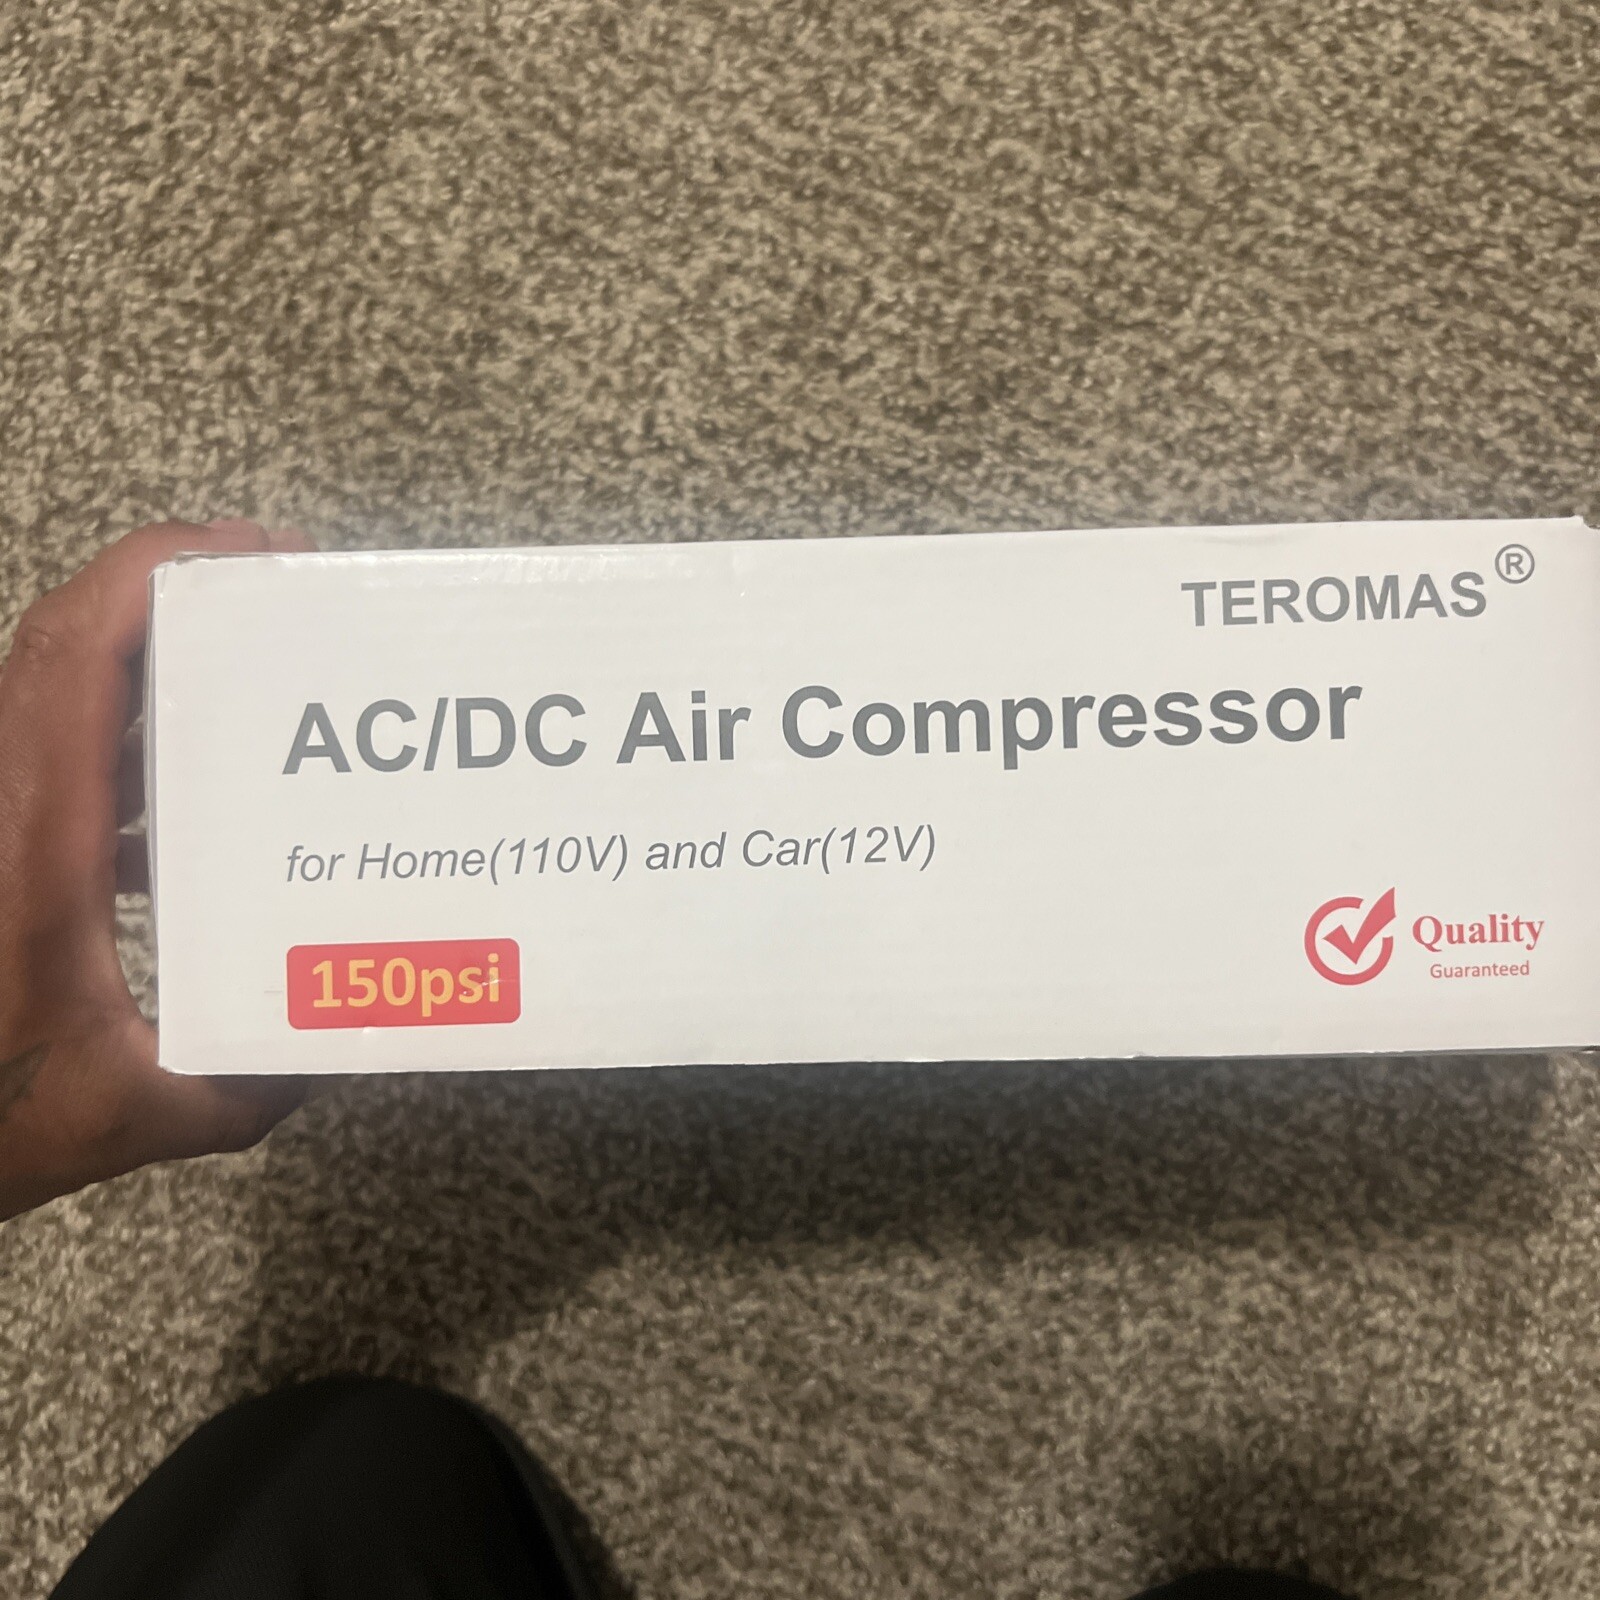 TEROMAS®
AC/DC Air Compressor
for Home(110V) and Car(12V)
150psi
Quality
Guaranteed